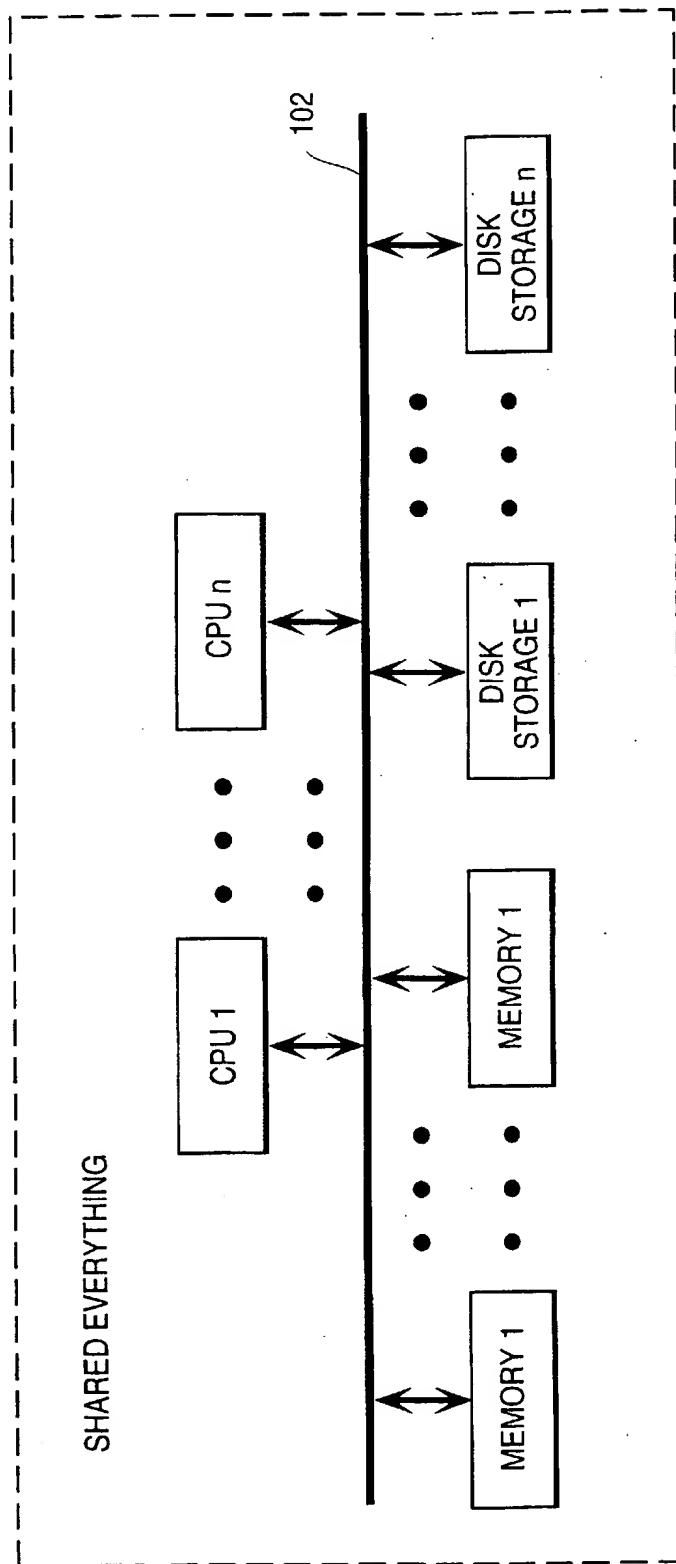 SHARED EVERYTHING
CPU 1
CPU n
102
MEMORY 1
MEMORY 1
DISK
STORAGE 1
DISK
STORAGE n